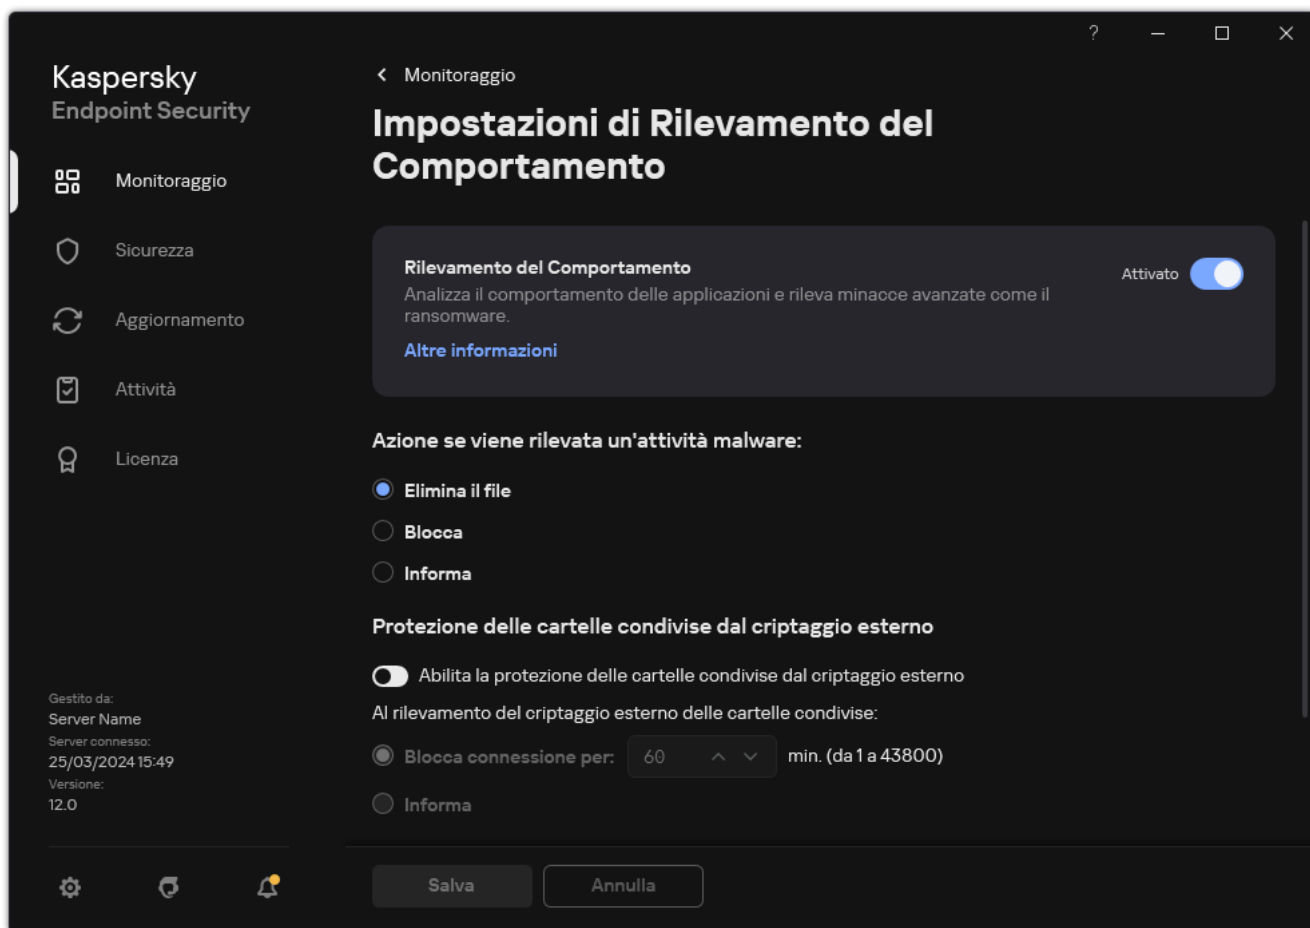 ?
Kaspersky
Endpoint Security
Monitoraggio
Sicurezza
Aggiornamento
Attività
Licenza
Gestito da:
Server Name
Server connesso:
25/03/2024 15:49
Versione:
12.0
Monitoraggio
Impostazioni di Rilevamento del
Comportamento
Rilevamento del Comportamento
Attivato
Analizza il comportamento delle applicazioni e rileva minacce avanzate come il
ransomware.
Altre informazioni
Azione se viene rilevata un'attività malware:
Elimina il file
Blocca
Informa
Protezione delle cartelle condivise dal criptaggio esterno
Abilita la protezione delle cartelle condivise dal criptaggio esterno
Al rilevamento del criptaggio esterno delle cartelle condivise:
Blocca connessione per: 60 min. (da 1 a 43800)
Informa
Salva
Annulla